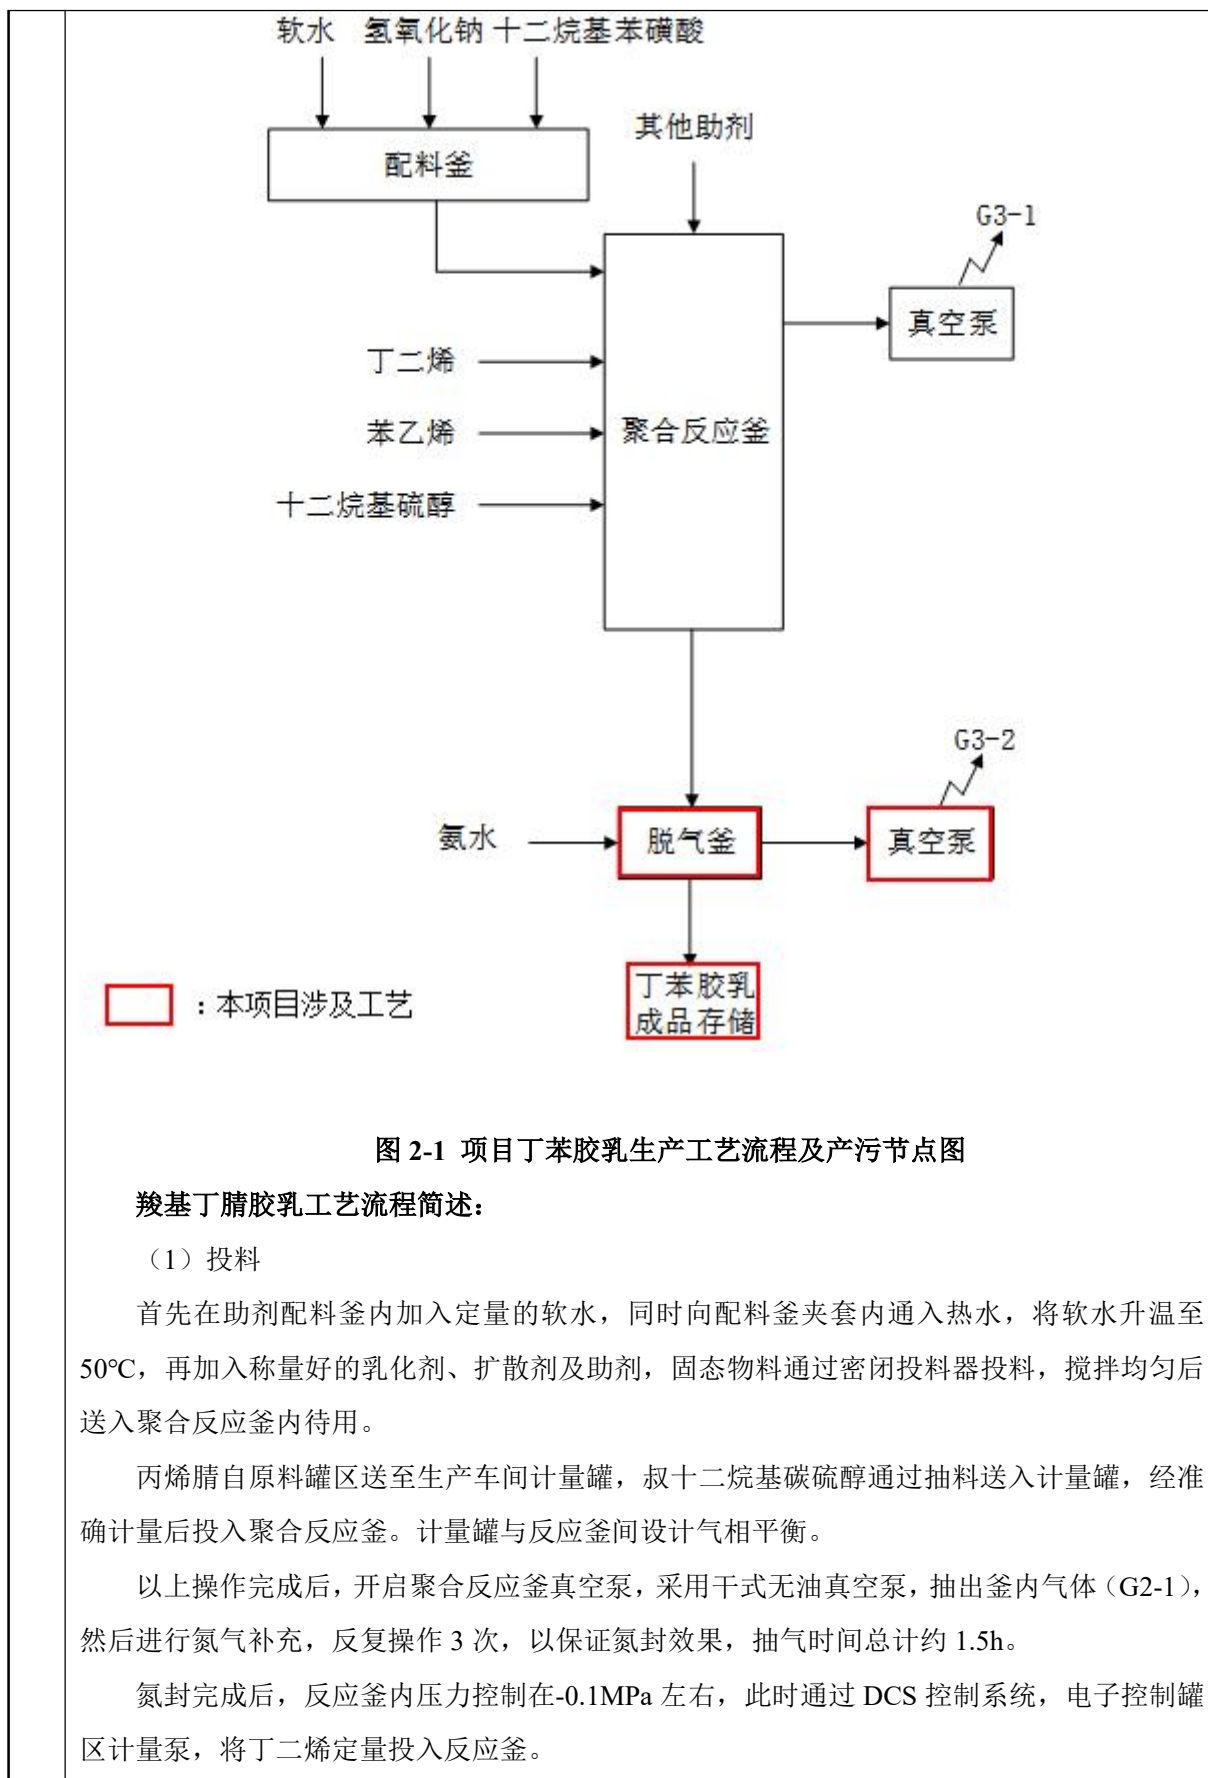 软水 氢氧化钠 十二烷基苯磺酸
其他助剂
配料釜
G3-1
真空泵
丁二烯
苯乙烯
聚合反应釜
十二烷基硫醇
G3-2
氨水
脱气釜
真空泵
丁苯胶乳
成品存储
：本项目涉及工艺
图 2-1 项目丁苯胶乳生产工艺流程及产污节点图
羧基丁腈胶乳工艺流程简述：
（1）投料
首先在助剂配料釜内加入定量的软水，同时向配料釜夹套内通入热水，将软水升温至
50℃，再加入称量好的乳化剂、扩散剂及助剂，固态物料通过密闭投料器投料，搅拌均匀后
送入聚合反应釜内待用。
丙烯腈自原料罐区送至生产车间计量罐，叔十二烷基碳硫醇通过抽料送入计量罐，经准
确计量后投入聚合反应釜。计量罐与反应釜间设计气相平衡。
以上操作完成后，开启聚合反应釜真空泵，采用干式无油真空泵，抽出釜内气体（G2-1），
然后进行氮气补充，反复操作 3 次，以保证氮封效果，抽气时间总计约 1.5h。
氮封完成后，反应釜内压力控制在-0.1MPa 左右，此时通过 DCS 控制系统，电子控制罐
区计量泵，将丁二烯定量投入反应釜。